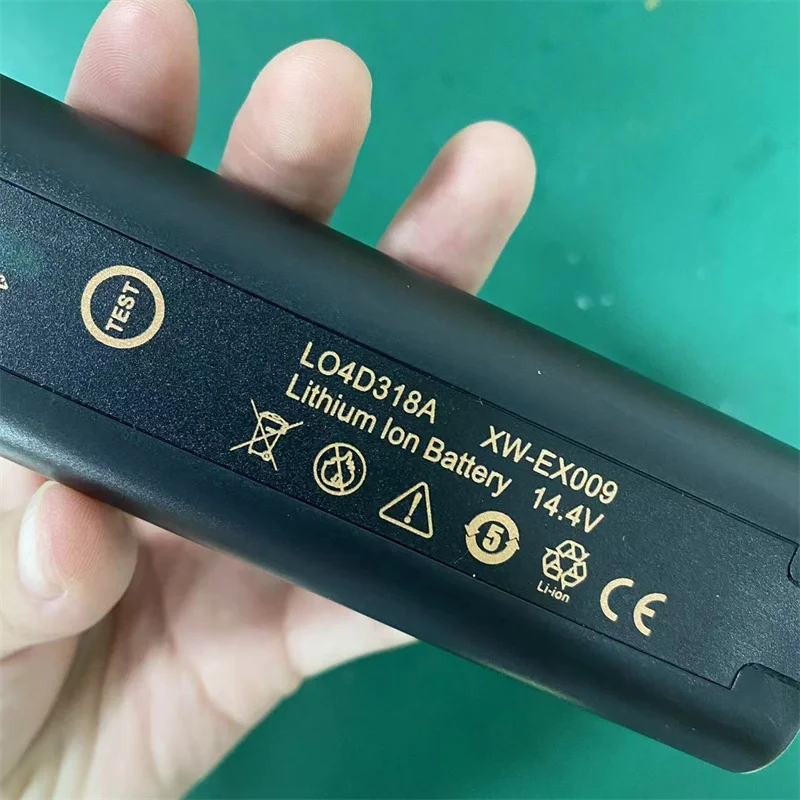 TEST
LO4D318A XW-EX009
Lithium Ion Battery 14.4V
5
Li-ion
CE